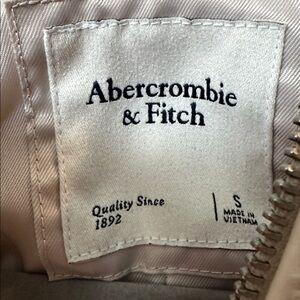 Abercrombie
& Fitch
Quality Since
1892
S
MADE IN
VIETNAM